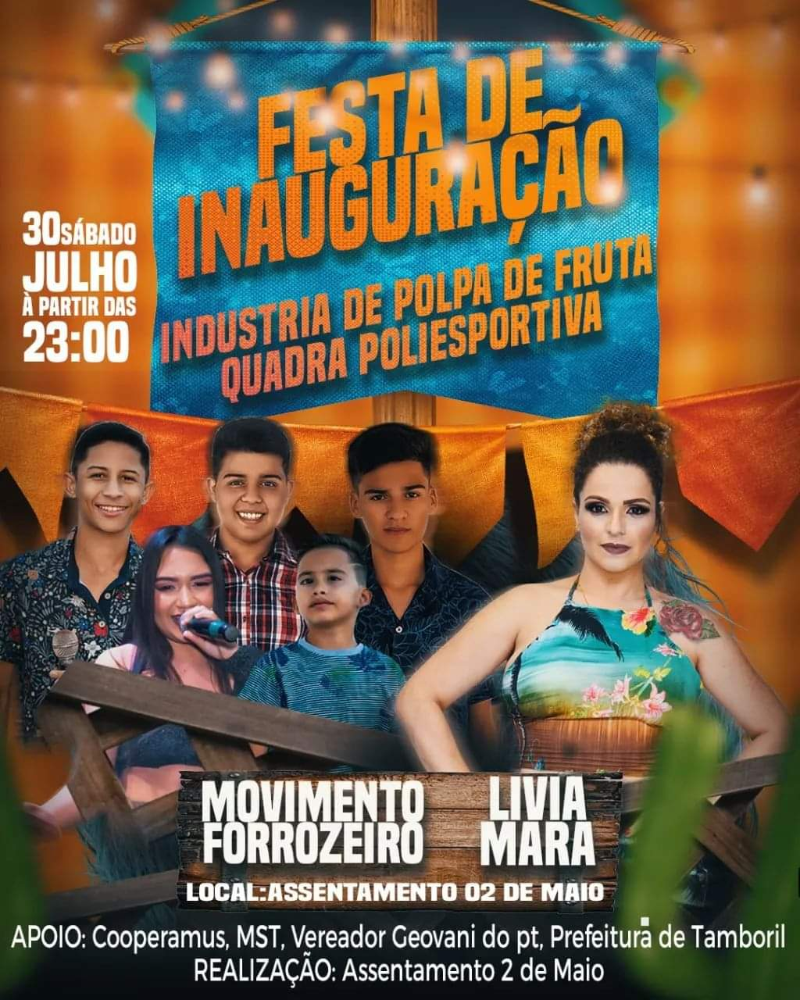 FESTA DE
INAUGURAÇÃO
INDUSTRIA DE POLPA DE FRUTA
QUADRA POLIESPORTIVA
30 SÁBADO
JULHO
À PARTIR DAS
23:00
MOVIMENTO
FORROZEIRO
LIVIA
MARA
LOCAL:ASSENTAMENTO 02 DE MAIO
APOIO: Cooperamus, MST, Vereador Geovani do pt, Prefeitura de Tamboril
REALIZAÇÃO: Assentamento 2 de Maio